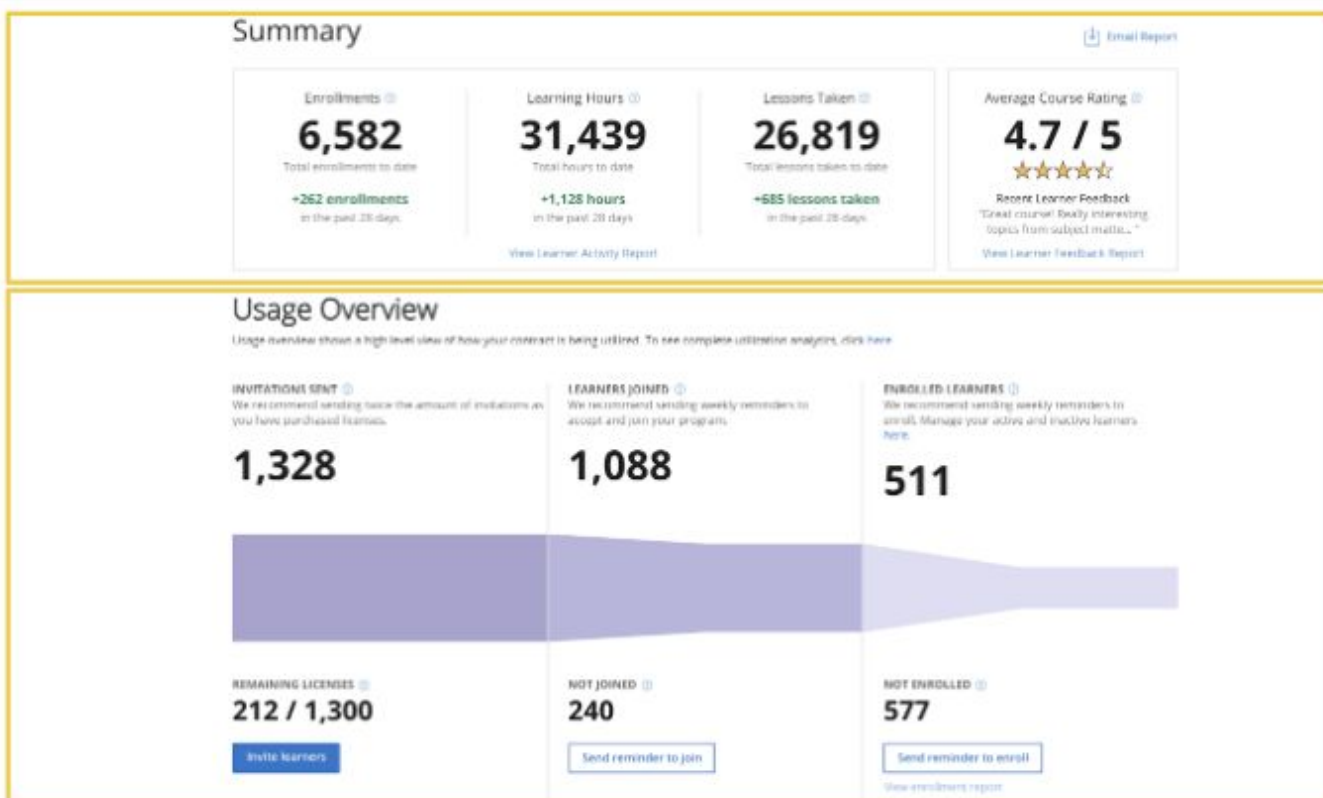 Summary
Email Report
Enrollments
6,582
Total enrollments to date
+262 enrollments
in the past 28 days
Learning Hours
31,439
Total hours to date
+1,128 hours
in the past 28 days
Lessons Taken
26,819
Total lessons taken to date
+685 lessons taken
in the past 28 days
View Learner Activity Report
Average Course Rating
4.7 / 5
Recent Learner Feedback
"Great course! Really interesting
topics from subject matte... "
View Learner Feedback Report
Usage Overview
Usage overview shows a high level view of how your contract is being utilized. To see complete utilization analytics, click here
INVITATIONS SENT
We recommend sending twice the amount of invitations as
you have purchased licenses.
1,328
LEARNERS JOINED
We recommend sending weekly reminders to
accept and join your program.
1,088
ENROLLED LEARNERS
We recommend sending weekly reminders to
enroll. Manage your active and inactive learners
here.
511
REMAINING LICENSES
212 / 1,300
Invite learners
NOT JOINED
240
Send reminder to join
NOT ENROLLED
577
Send reminder to enroll
View enrollment report